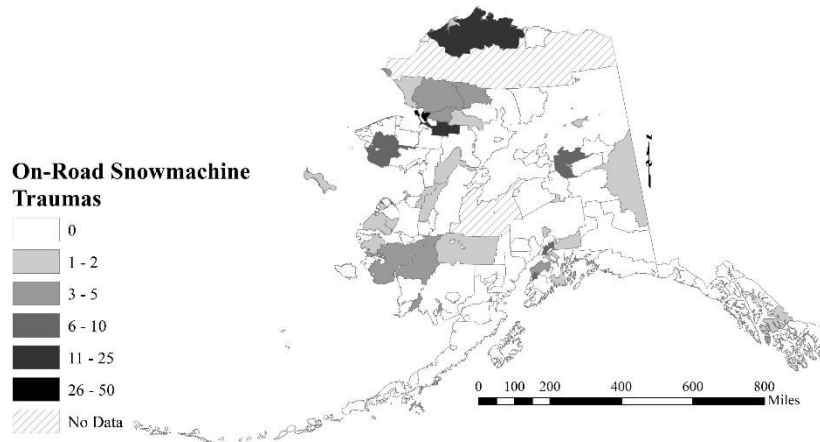 On-Road Snowmachine
Traumas
0
1 - 2
3 - 5
6 - 10
11 - 25
26 - 50
No Data
0 100 200 400 600 800
Miles